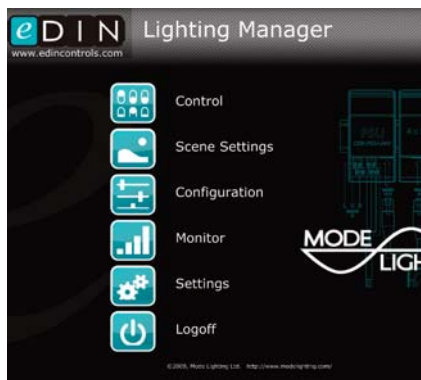 eDIN
Lighting Manager
www.edincontrols.com
Control
Scene Settings
Configuration
Monitor
MODE
LIGH
Settings
Logoff
©2009, Mode Lighting Ltd. http://www.modelighting.com/